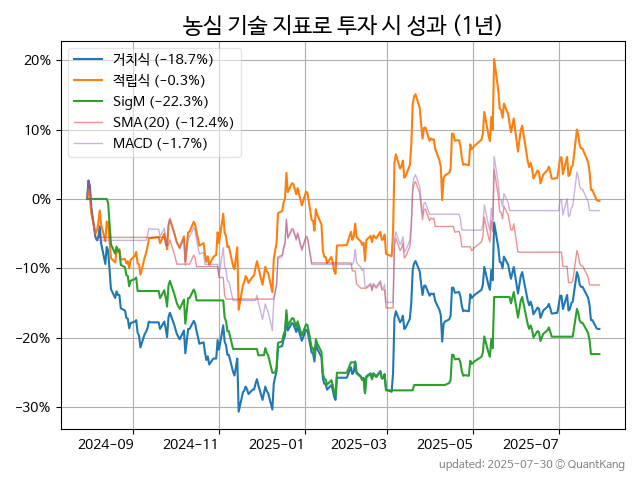 농심 기술 지표로 투자 시 성과 (1년)
거치식 (−18.7%)
적립식 (−0.3%)
SigM (−22.3%)
SMA(20) (−12.4%)
MACD (−1.7%)
20%
10%
0%
−10%
−20%
−30%
2024-09 2024-11 2025-01 2025-03 2025-05 2025-07
updated: 2025-07-30 © QuantKang